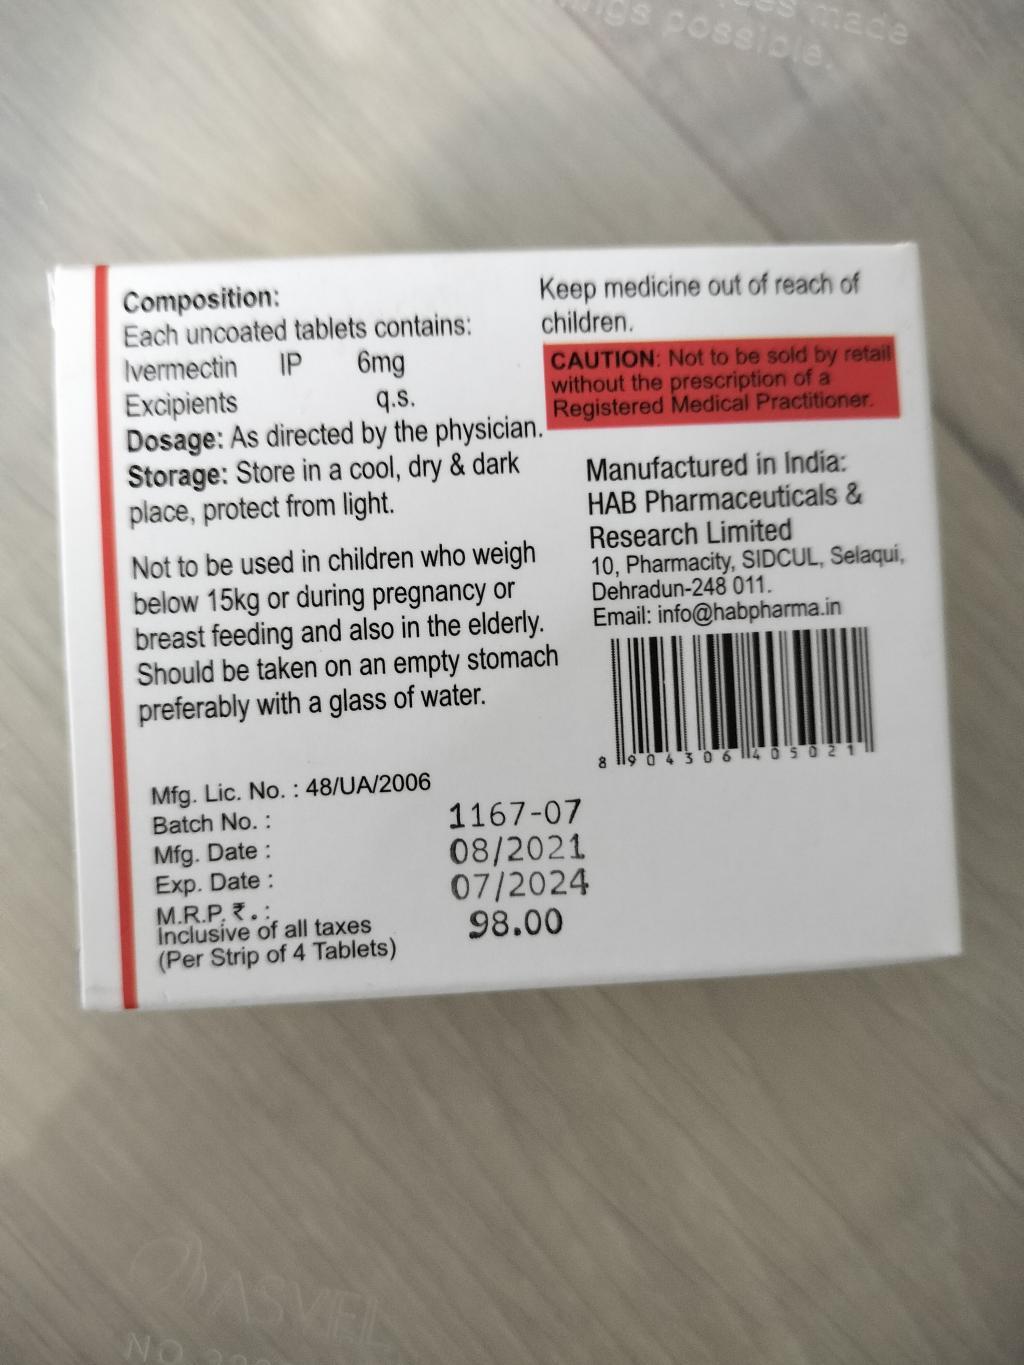 ues made
ngs possible.
Composition:
Each uncoated tablets contains:
Ivermectin IP 6mg
Excipients q.s.
Dosage: As directed by the physician.
Storage: Store in a cool, dry & dark
place, protect from light.
Not to be used in children who weigh
below 15kg or during pregnancy or
breast feeding and also in the elderly.
Should be taken on an empty stomach
preferably with a glass of water.
Mfg. Lic. No. : 48/UA/2006
Batch No. : 1167-07
Mfg. Date : 08/2021
Exp. Date : 07/2024
M.R.P. ₹ . : 98.00
Inclusive of all taxes
(Per Strip of 4 Tablets)
Keep medicine out of reach of
children.
CAUTION: Not to be sold by retail
without the prescription of a
Registered Medical Practitioner.
Manufactured in India:
HAB Pharmaceuticals &
Research Limited
10, Pharmacity, SIDCUL, Selaqui,
Dehradun-248 011.
Email: info@habpharma.in
8 904306 405021
ASVEL
NO